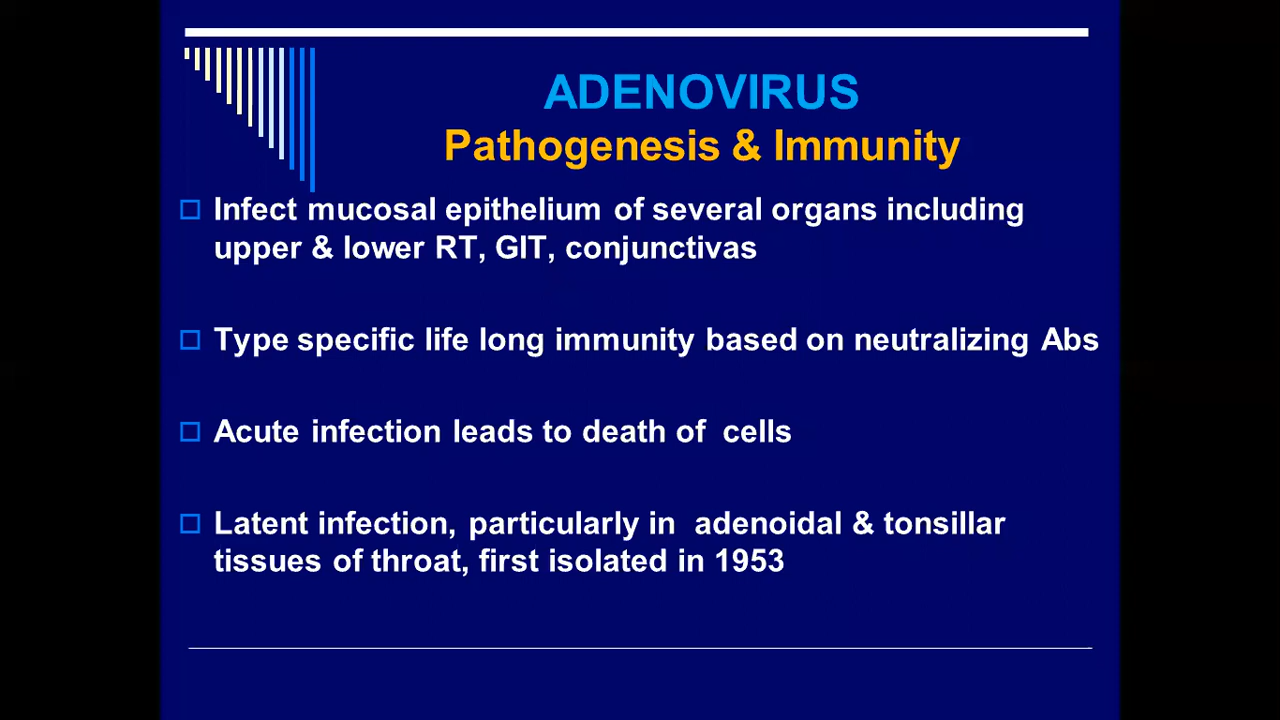 ADENOVIRUS
Pathogenesis & Immunity
Infect mucosal epithelium of several organs including
upper & lower RT, GIT, conjunctivas
Type specific life long immunity based on neutralizing Abs
Acute infection leads to death of cells
Latent infection, particularly in adenoidal & tonsillar
tissues of throat, first isolated in 1953